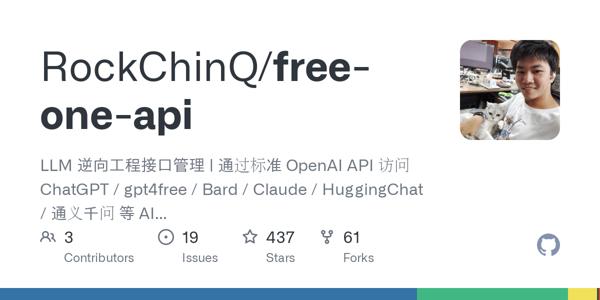 RockChinQ/free-
one-api
LLM 逆向工程接口管理 | 通过标准 OpenAI API 访问
ChatGPT / gpt4free / Bard / Claude / HuggingChat
/ 通义千问 等 AI...
3 19 437 61
Contributors Issues Stars Forks